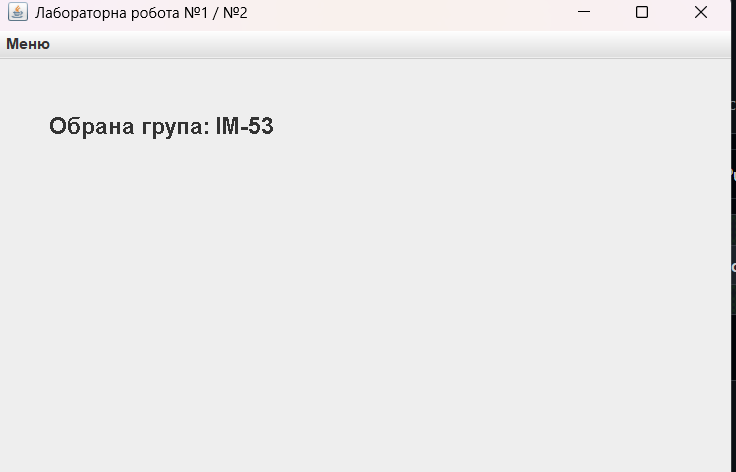 Лабораторна робота №1 / №2
Меню
Обрана група: ІМ-53